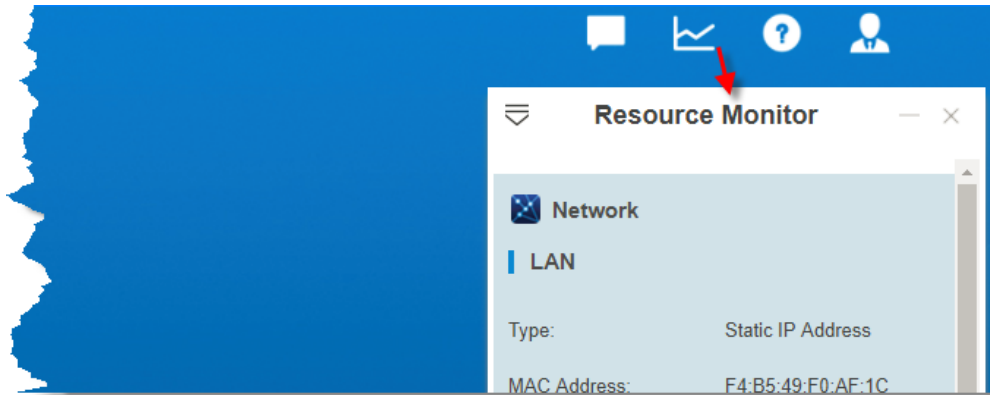 Resource Monitor
Network
LAN
Type: Static IP Address
MAC Address: F4:B5:49:F0:AF:1C